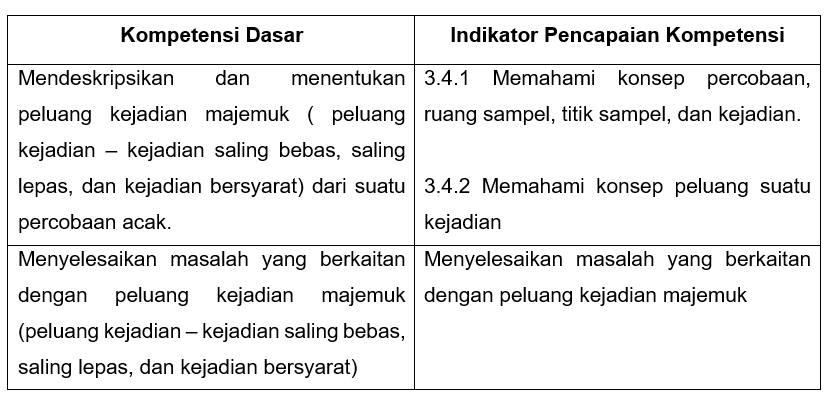 Kompetensi Dasar
Indikator Pencapaian Kompetensi
Mendeskripsikan dan menentukan
peluang kejadian majemuk ( peluang
kejadian – kejadian saling bebas, saling
lepas, dan kejadian bersyarat) dari suatu
percobaan acak.
3.4.1 Memahami konsep percobaan,
ruang sampel, titik sampel, dan kejadian.
3.4.2 Memahami konsep peluang suatu
kejadian
Menyelesaikan masalah yang berkaitan
dengan peluang kejadian majemuk
(peluang kejadian – kejadian saling bebas,
saling lepas, dan kejadian bersyarat)
Menyelesaikan masalah yang berkaitan
dengan peluang kejadian majemuk